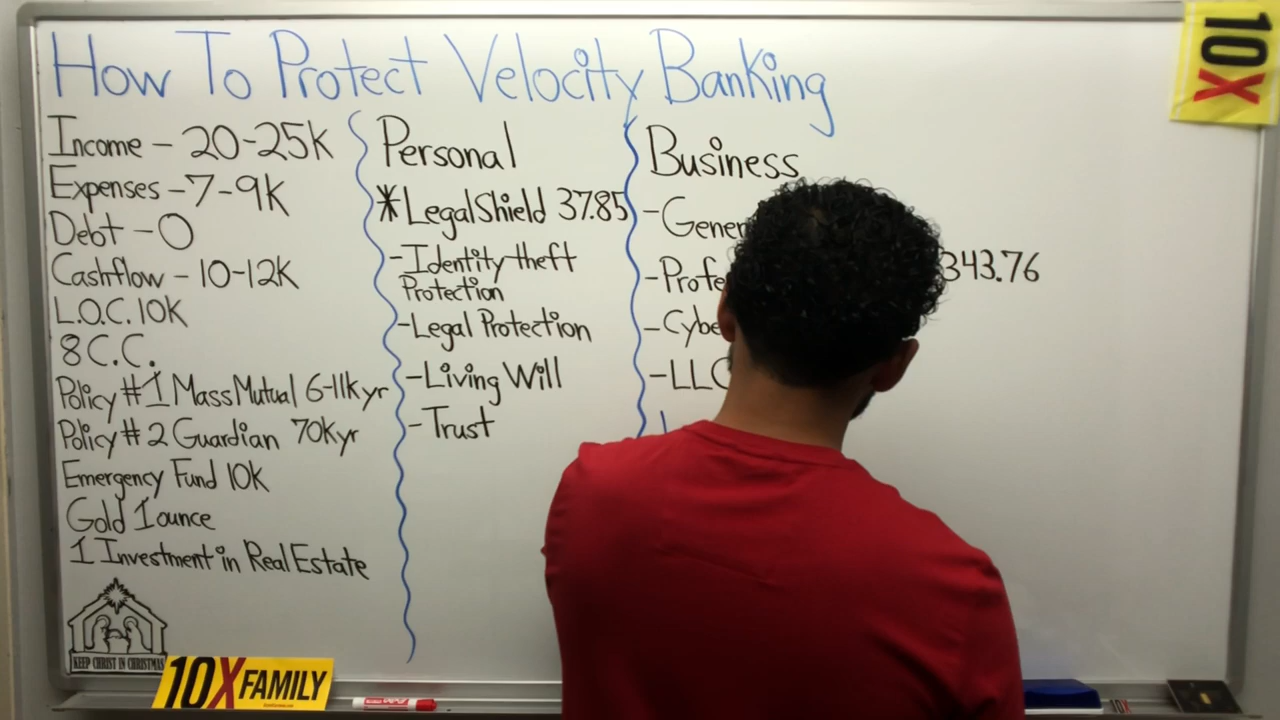 How To Protect Velocity Banking
10X
Income - 20-25K
Expenses - 7-9K
Debt - 0
Cashflow - 10-12K
L.O.C. 10K
8 C.C.
Policy #1 MassMutual 6-11k yr
Policy #2 Guardian 70K yr
Emergency Fund 10K
Gold 1 ounce
1 Investment in Real Estate
KEEP CHRIST IN CHRISTMAS
10X FAMILY
Personal
*LegalShield 37.85
-Identity theft
Protection
-Legal Protection
-Living Will
-Trust
Business
-Gener
-Profe 343.76
-Cybe
-LLC